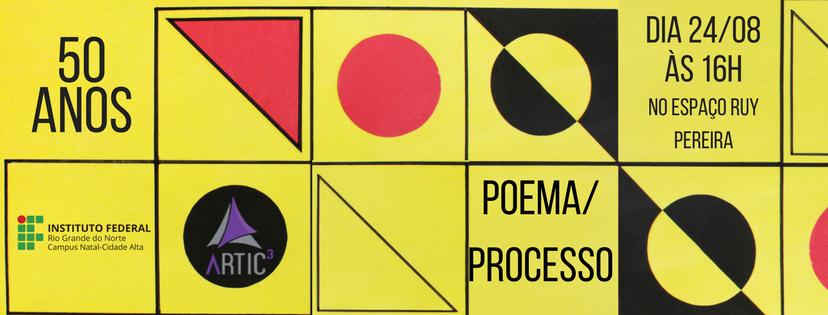 50
ANOS
DIA 24/08
ÀS 16H
NO ESPAÇO RUY
PEREIRA
INSTITUTO FEDERAL
Rio Grande do Norte
Campus Natal-Cidade Alta
ARTIC³
POEMA/
PROCESSO